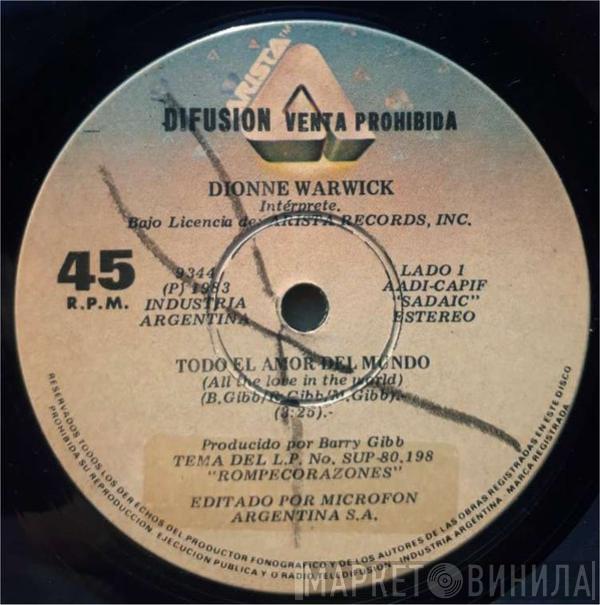 ARISTA™
DIFUSION VENTA PROHIBIDA
DIONNE WARWICK
Intérprete.
Bajo Licencia de: ARISTA RECORDS, INC.
45
R.P.M.
9344
(P) 1983
INDUSTRIA
ARGENTINA
LADO 1
AADI-CAPIF
"SADAIC"
ESTEREO
TODO EL AMOR DEL MUNDO
(All the love in the world)
(B.Gibb/R.Gibb/M.Gibb).-
(3:25).-
Producido por Barry Gibb
TEMA DEL L.P. No. SUP-80.198
"ROMPECORAZONES"
EDITADO POR MICROFON
ARGENTINA S.A.
RESERVADOS TODOS LOS DERECHOS DEL PRODUCTOR FONOGRAFICO Y DE LOS AUTORES DE LAS OBRAS REGISTRADAS EN ESTE DISCO
PROHIBIDA SU REPRODUCCION, EJECUCION PUBLICA Y O RADIO TELEDIFUSION - INDUSTRIA ARGENTINA - MARCA REGISTRADA
МАРКЕТ ВИНИЛА